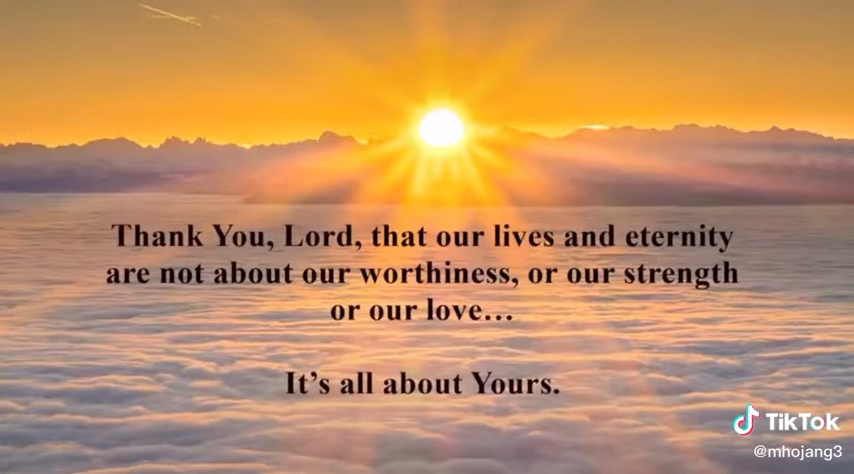 Thank You, Lord, that our lives and eternity
are not about our worthiness, or our strength
or our love…
It’s all about Yours.
TikTok
@mhojang3